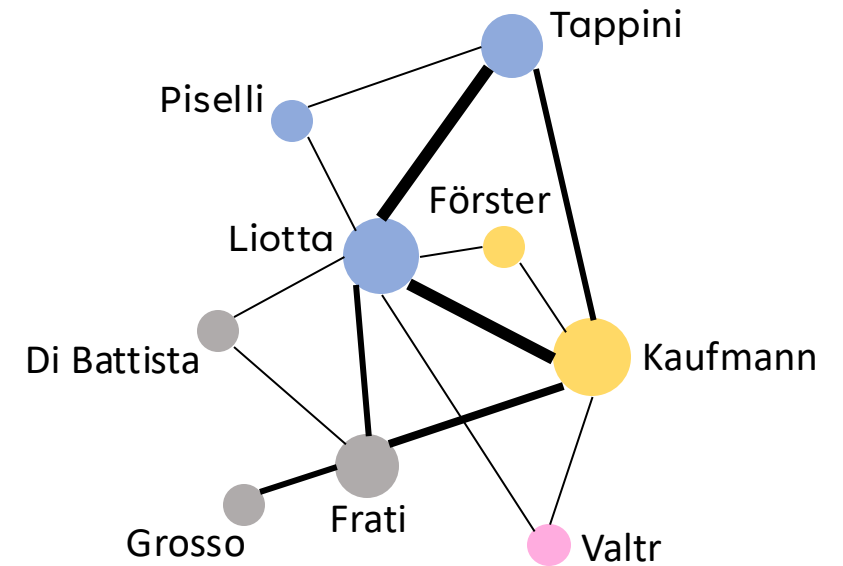 Tappini
Piselli
Förster
Liotta
Di Battista
Kaufmann
Frati
Grosso
Valtr